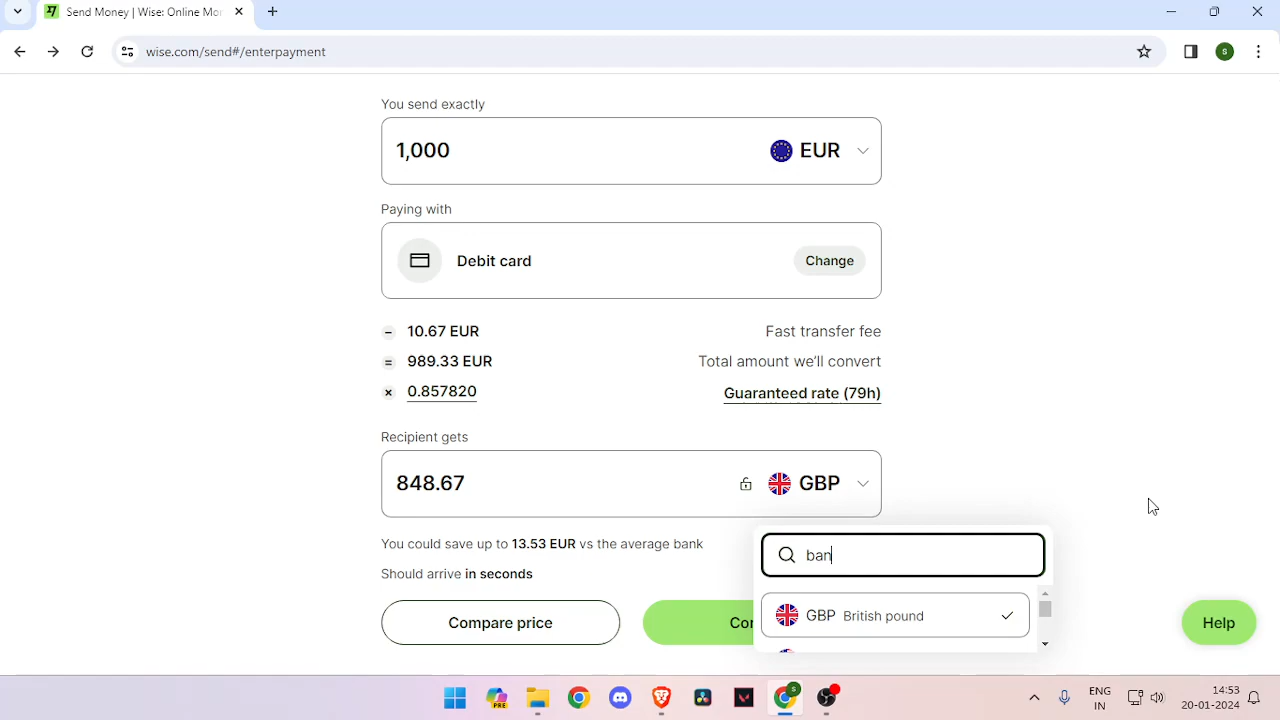 Send Money | Wise: Online Mo
wise.com/send#/enterpayment
S
You send exactly
1,000
EUR
Paying with
Debit card
Change
− 10.67 EUR
Fast transfer fee
= 989.33 EUR
Total amount we'll convert
× 0.857820
Guaranteed rate (79h)
Recipient gets
848.67
GBP
You could save up to 13.53 EUR vs the average bank
ban
Should arrive in seconds
Compare price
Con
GBP British pound
Help
PRE
S
ENG
IN
14:53
20-01-2024